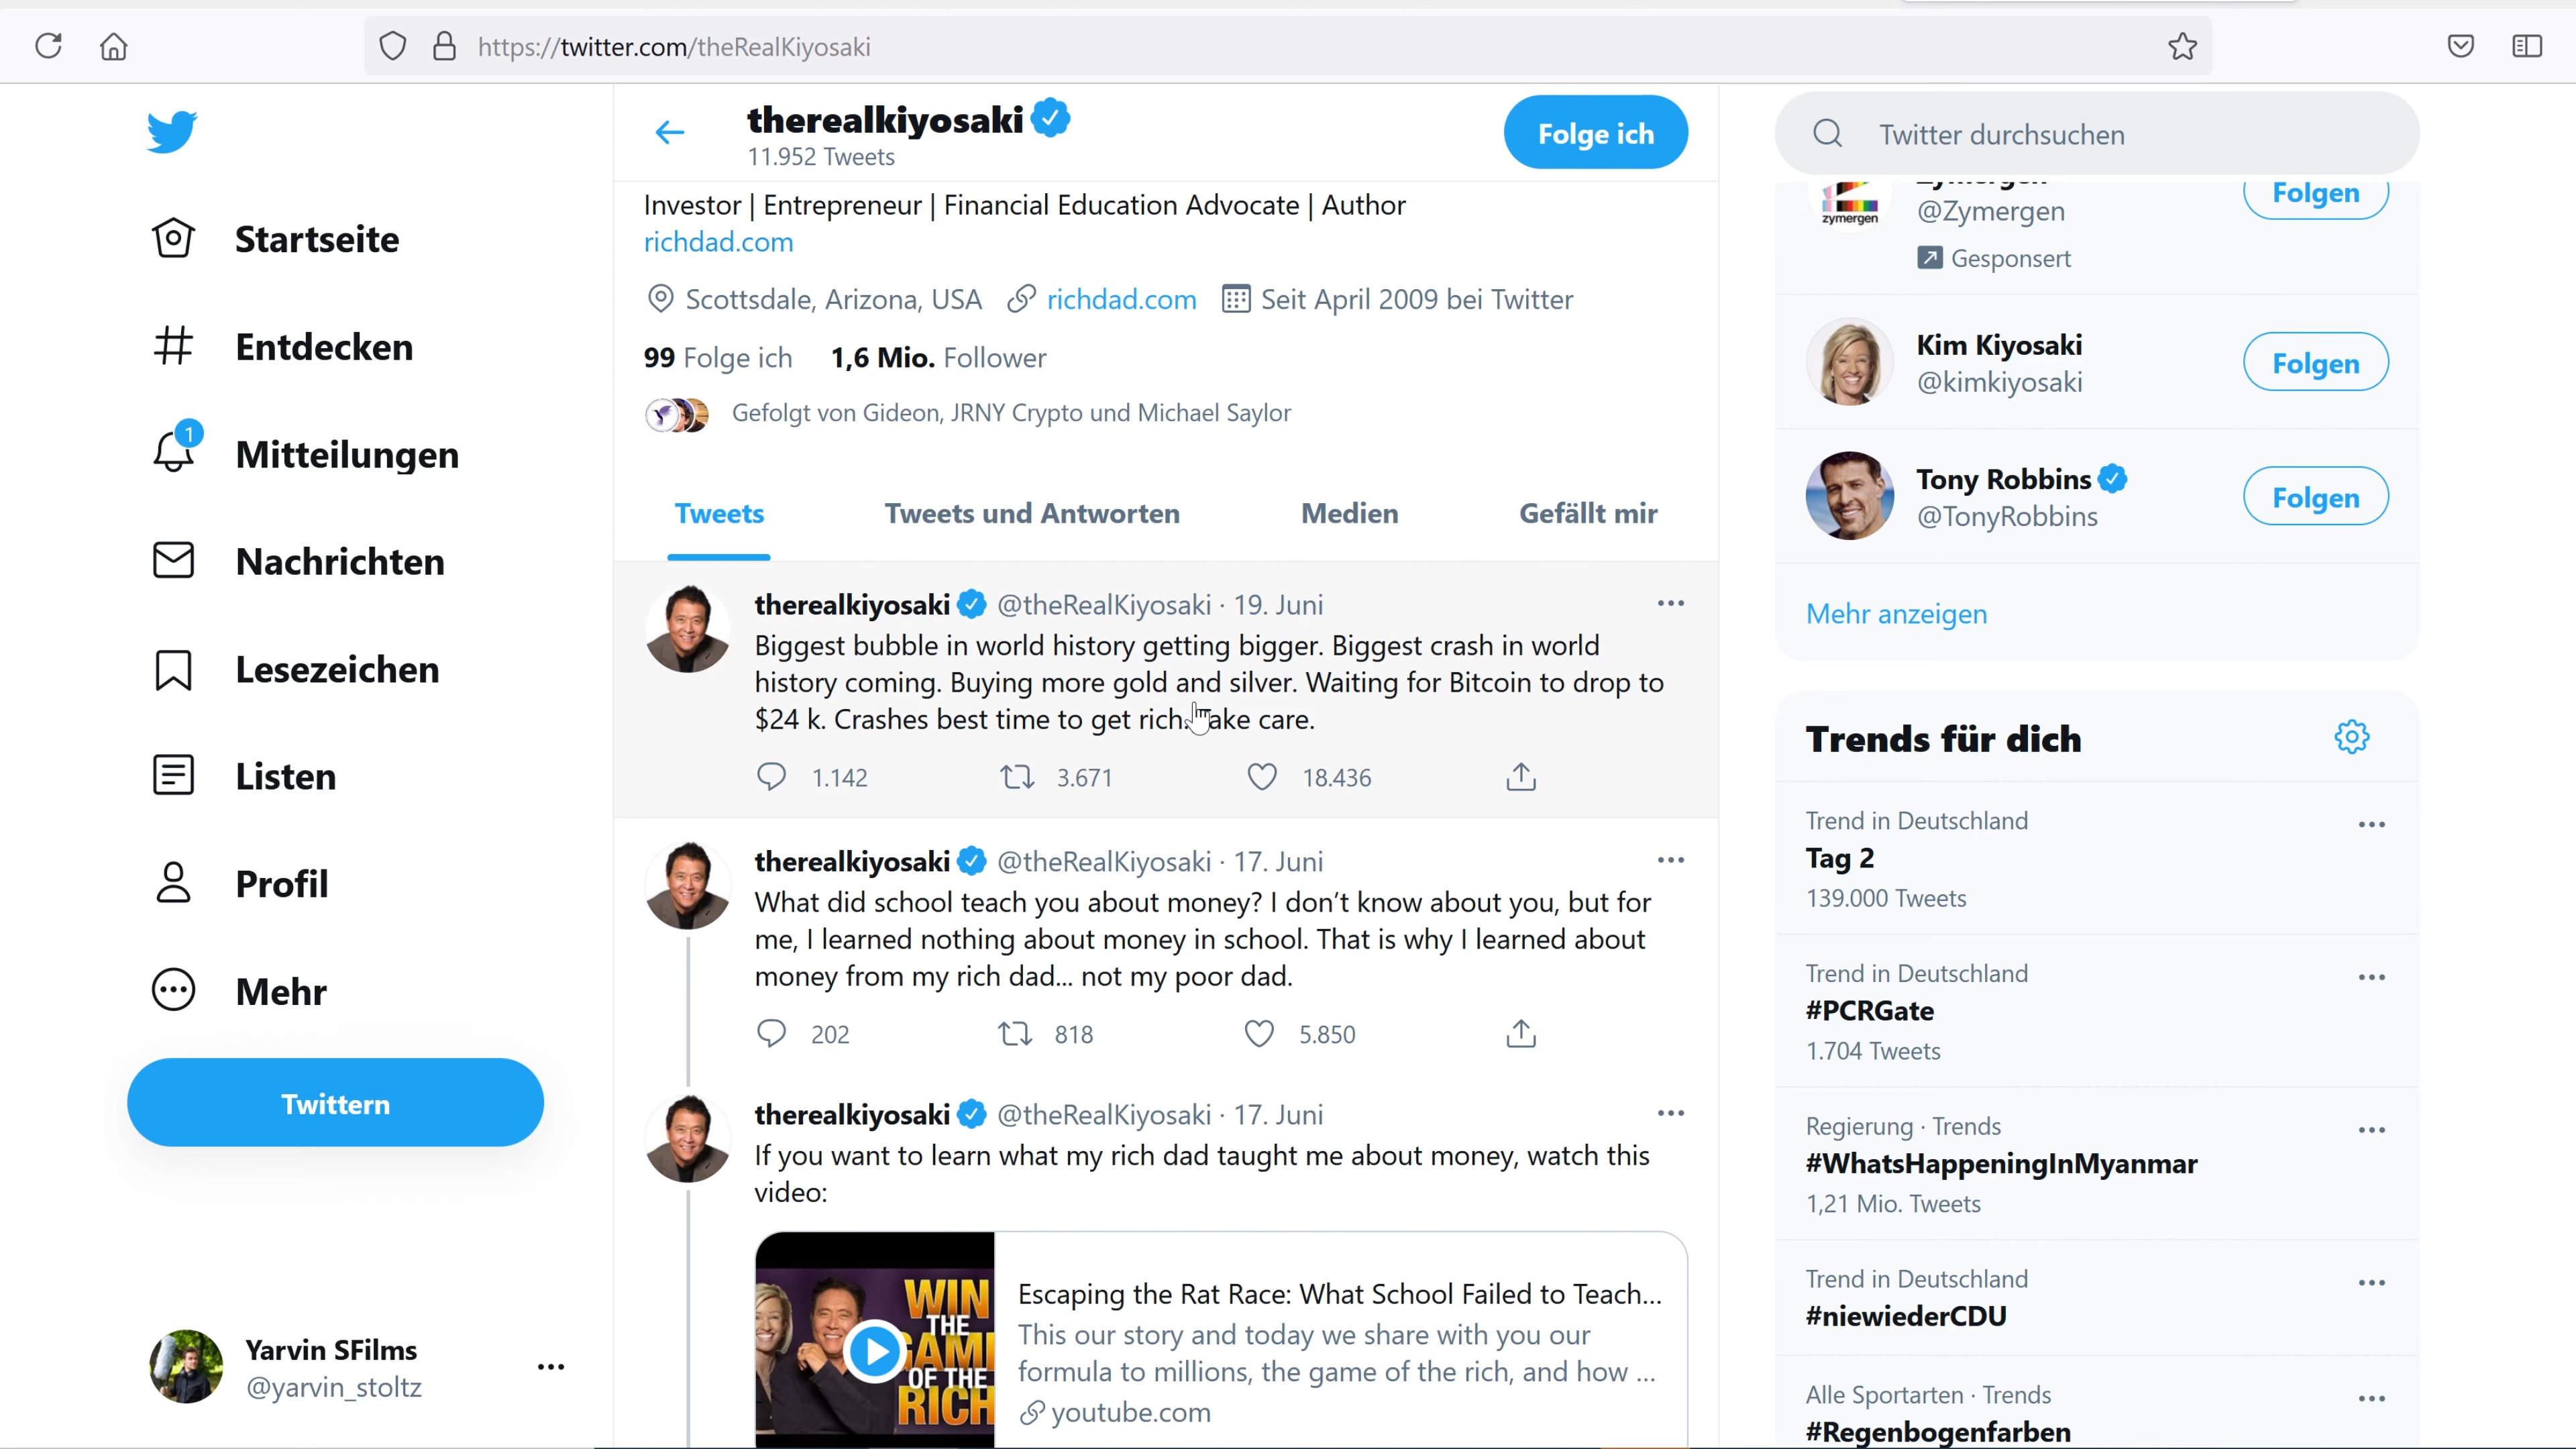 https://twitter.com/theRealKiyosaki
therealkiyosaki
11.952 Tweets
Folge ich
Twitter durchsuchen
Startseite
Entdecken
1
Mitteilungen
Nachrichten
Lesezeichen
Listen
Profil
Mehr
Twittern
Yarvin SFilms
@yarvin_stoltz
Investor | Entrepreneur | Financial Education Advocate | Author
richdad.com
Scottsdale, Arizona, USA richdad.com Seit April 2009 bei Twitter
99 Folge ich 1,6 Mio. Follower
Gefolgt von Gideon, JRNY Crypto und Michael Saylor
Tweets Tweets und Antworten Medien Gefällt mir
therealkiyosaki @theRealKiyosaki · 19. Juni
Biggest bubble in world history getting bigger. Biggest crash in world
history coming. Buying more gold and silver. Waiting for Bitcoin to drop to
$24 k. Crashes best time to get rich. Take care.
1.142 3.671 18.436
therealkiyosaki @theRealKiyosaki · 17. Juni
What did school teach you about money? I don't know about you, but for
me, I learned nothing about money in school. That is why I learned about
money from my rich dad... not my poor dad.
202 818 5.850
therealkiyosaki @theRealKiyosaki · 17. Juni
If you want to learn what my rich dad taught me about money, watch this
video:
WIN
THE
GAME
OF THE
RICH
Escaping the Rat Race: What School Failed to Teach...
This our story and today we share with you our
formula to millions, the game of the rich, and how ...
youtube.com
zymergen
Zymergen
@Zymergen
Gesponsert
Folgen
Kim Kiyosaki
@kimkiyosaki
Folgen
Tony Robbins
@TonyRobbins
Folgen
Mehr anzeigen
Trends für dich
Trend in Deutschland
Tag 2
139.000 Tweets
Trend in Deutschland
#PCRGate
1.704 Tweets
Regierung · Trends
#WhatsHappeningInMyanmar
1,21 Mio. Tweets
Trend in Deutschland
#niewiederCDU
Alle Sportarten · Trends
#Regenbogenfarben